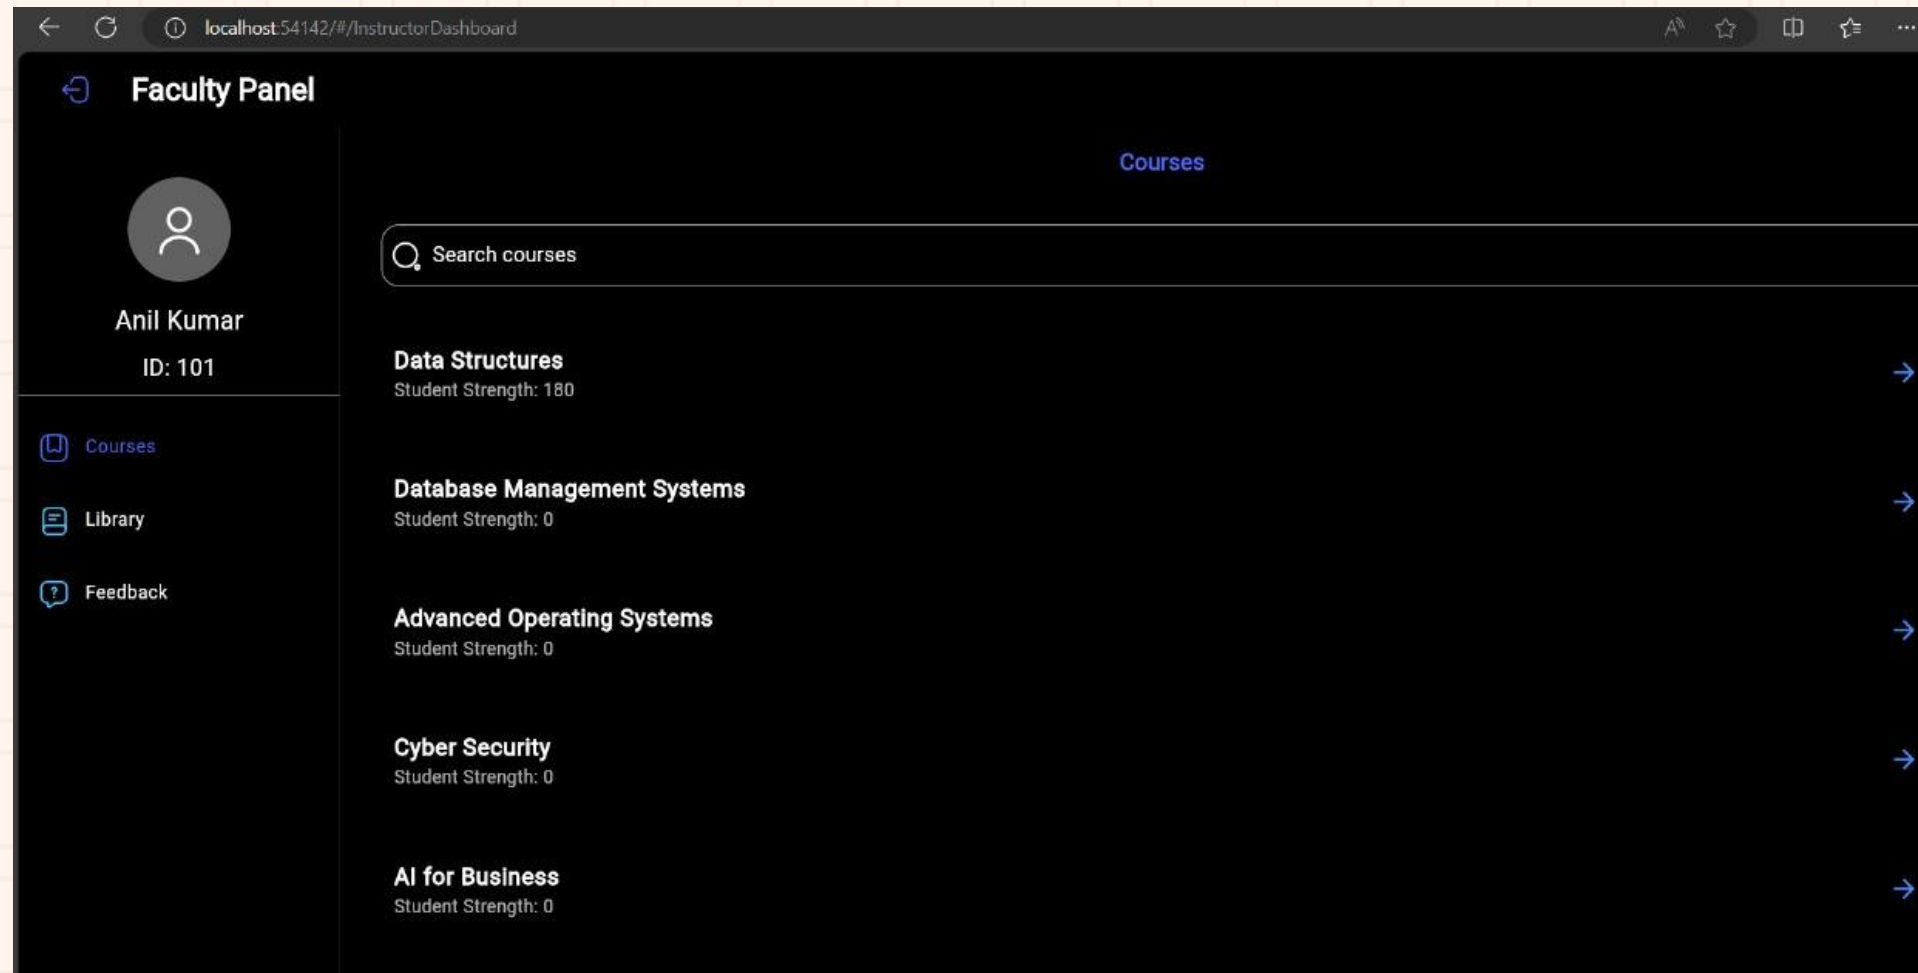 localhost:54142/#/InstructorDashboard
Faculty Panel
Anil Kumar
ID: 101
Courses
Library
Feedback
Courses
Search courses
Data Structures
Student Strength: 180
Database Management Systems
Student Strength: 0
Advanced Operating Systems
Student Strength: 0
Cyber Security
Student Strength: 0
AI for Business
Student Strength: 0